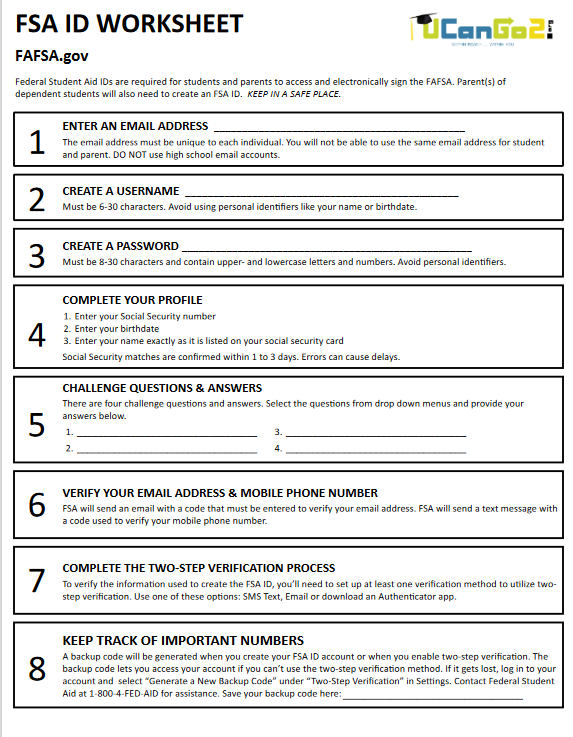 FSA ID WORKSHEET
UCanGo2.org
FAFSA.gov
Federal Student Aid IDs are required for students and parents to access and electronically sign the FAFSA. Parent(s) of
dependent students will also need to create an FSA ID. KEEP IN A SAFE PLACE.
1
ENTER AN EMAIL ADDRESS
The email address must be unique to each individual. You will not be able to use the same email address for student
and parent. DO NOT use high school email accounts.
2
CREATE A USERNAME
Must be 6-30 characters. Avoid using personal identifiers like your name or birthdate.
3
CREATE A PASSWORD
Must be 8-30 characters and contain upper- and lowercase letters and numbers. Avoid personal identifiers.
4
COMPLETE YOUR PROFILE
1. Enter your Social Security number
2. Enter your birthdate
3. Enter your name exactly as it is listed on your social security card
Social Security matches are confirmed within 1 to 3 days. Errors can cause delays.
5
CHALLENGE QUESTIONS & ANSWERS
There are four challenge questions and answers. Select the questions from drop down menus and provide your
answers below.
1. 3.
2. 4.
6
VERIFY YOUR EMAIL ADDRESS & MOBILE PHONE NUMBER
FSA will send an email with a code that must be entered to verify your email address. FSA will send a text message with
a code used to verify your mobile phone number.
7
COMPLETE THE TWO-STEP VERIFICATION PROCESS
To verify the information used to create the FSA ID, you'll need to set up at least one verification method to utilize two-
step verification. Use one of these options: SMS Text, Email or download an Authenticator app.
8
KEEP TRACK OF IMPORTANT NUMBERS
A backup code will be generated when you create your FSA ID account or when you enable two-step verification. The
backup code lets you access your account if you can't use the two-step verification method. If it gets lost, log in to your
account and select "Generate a New Backup Code" under "Two-Step Verification" in Settings. Contact Federal Student
Aid at 1-800-4-FED-AID for assistance. Save your backup code here: